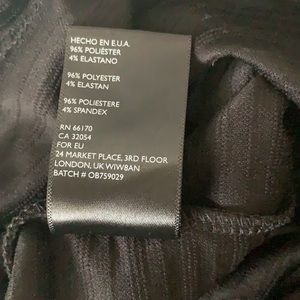 HECHO EN E.U.A.
96% POLIÉSTER
4% ELASTANO
96% POLYESTER
4% ELASTAN
96% POLIESTERE
4% SPANDEX
RN 66170
CA 32054
FOR EU
24 MARKET PLACE, 3RD FLOOR
LONDON, UK WIW8AN
BATCH # OB759029